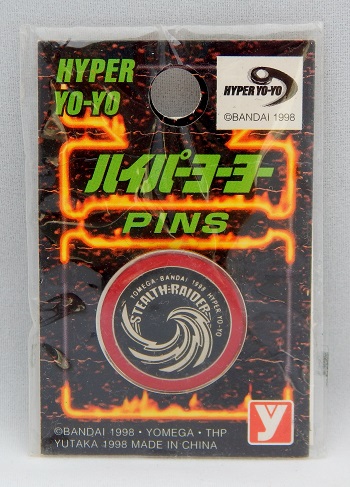 HYPER
YO-YO
HYPER YO-YO
©BANDAI 1998
ハイパーヨーヨー
PINS
YOMEGA・BANDAI 1998 HYPER YO-YO
STEALTH:RAIDER
©BANDAI 1998・YOMEGA・THP
YUTAKA 1998 MADE IN CHINA
Y